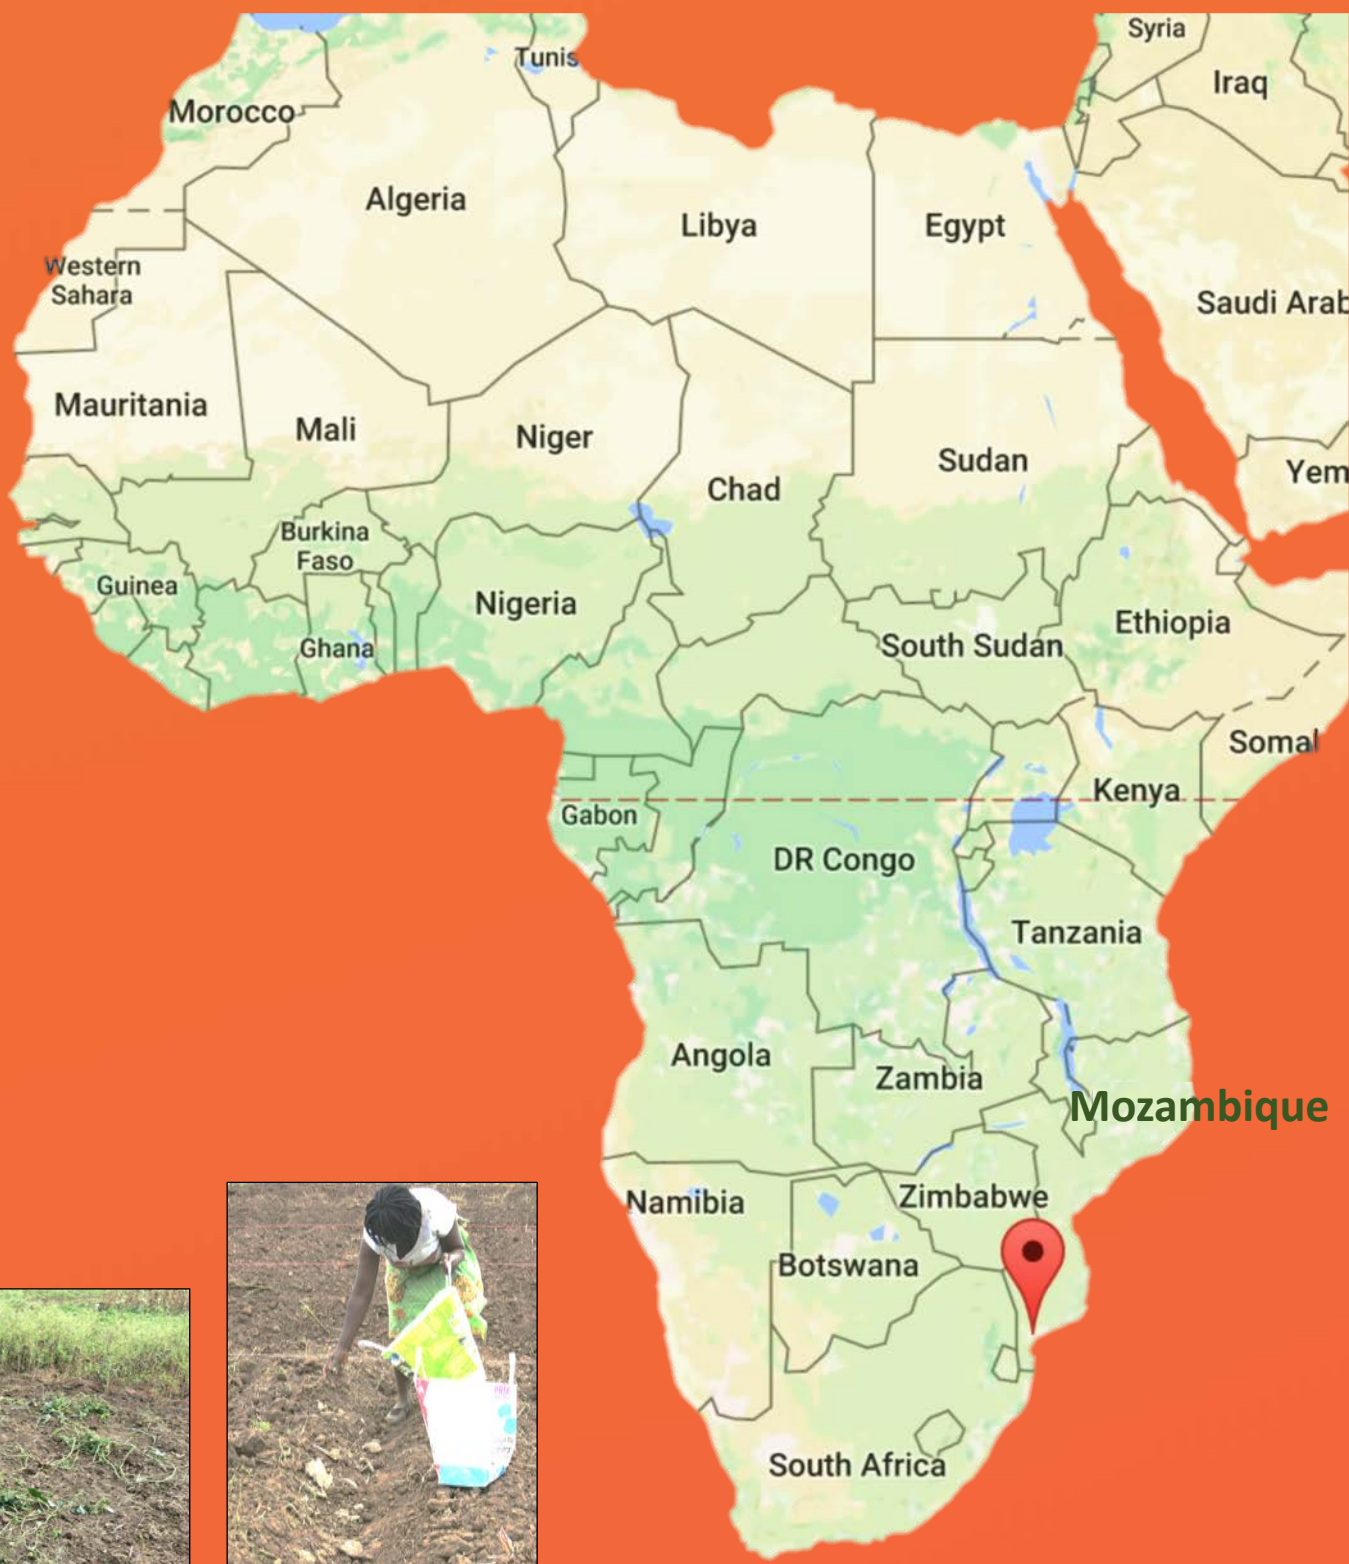 Syria
Tunis
Iraq
Morocco
Algeria
Libya
Egypt
Western
Sahara
Saudi Arab
Mauritania
Mali
Niger
Sudan
Yem
Chad
Burkina
Faso
Guinea
Nigeria
Ethiopia
Ghana
South Sudan
Somal
Kenya
Gabon
DR Congo
Tanzania
Angola
Zambia
Mozambique
Namibia
Zimbabwe
Botswana
South Africa